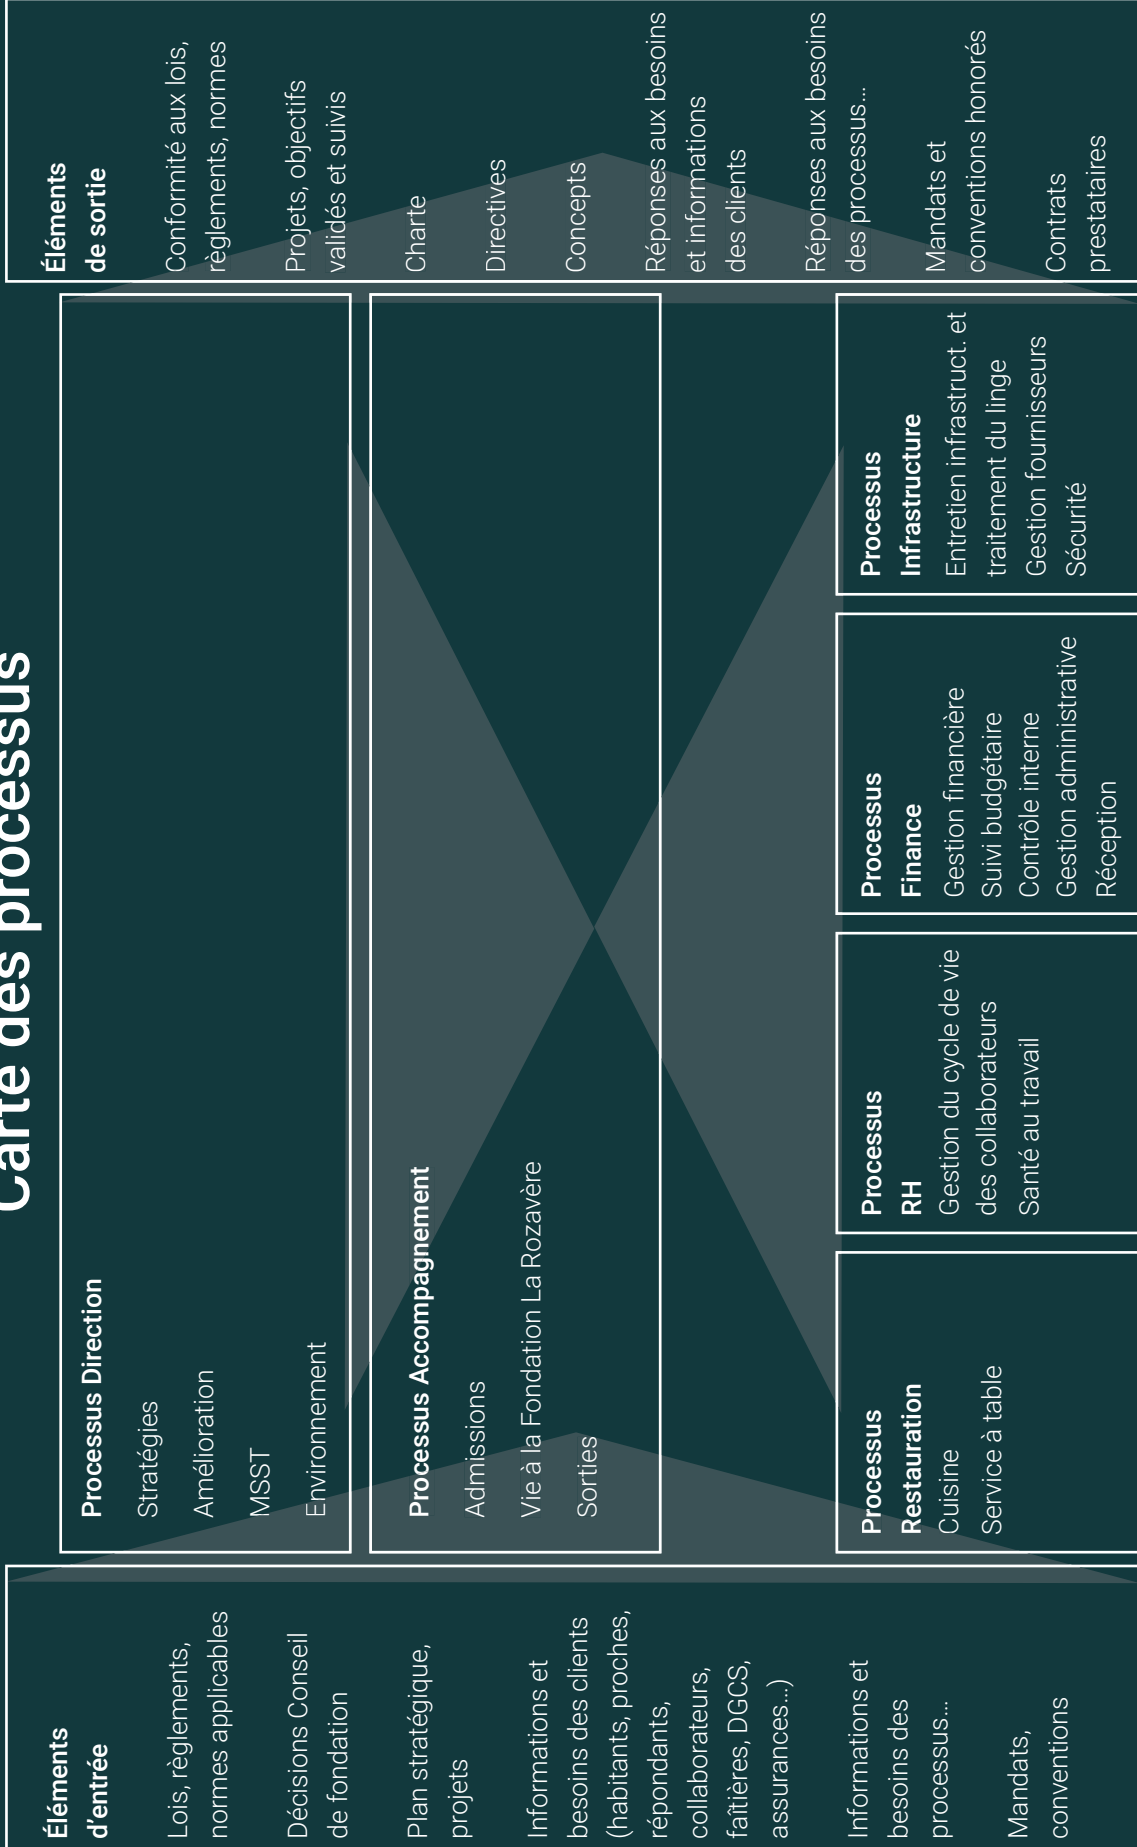 Carte des processus
Éléments
d'entrée
Lois, règlements,
normes applicables
Décisions Conseil
de fondation
Plan stratégique,
projets
Informations et
besoins des clients
(habitants, proches,
répondants,
collaborateurs,
faîtières, DGCS,
assurances...)
Informations et
besoins des
processus...
Mandats,
conventions
Processus Direction
Stratégies
Amélioration
MSST
Environnement
Processus Accompagnement
Admissions
Vie à la Fondation La Rozavère
Sorties
Processus
Restauration
Cuisine
Service à table
Processus
RH
Gestion du cycle de vie
des collaborateurs
Santé au travail
Processus
Finance
Gestion financière
Suivi budgétaire
Contrôle interne
Gestion administrative
Réception
Processus
Infrastructure
Entretien infrastruct. et
traitement du linge
Gestion fournisseurs
Sécurité
Éléments
de sortie
Conformité aux lois,
règlements, normes
Projets, objectifs
validés et suivis
Charte
Directives
Concepts
Réponses aux besoins
et informations
des clients
Réponses aux besoins
des processus...
Mandats et
conventions honorés
Contrats
prestataires